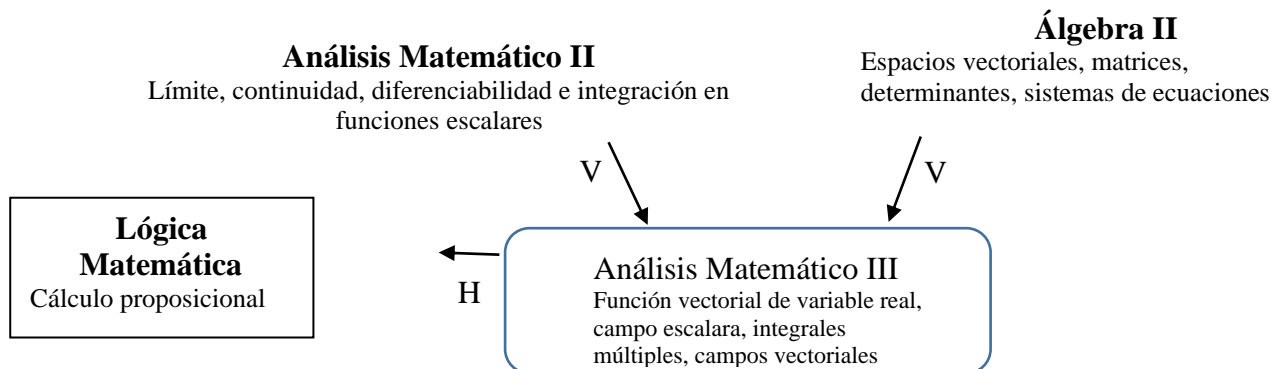 Análisis Matemático II
Límite, continuidad, diferenciabilidad e integración en
funciones escalares
Álgebra II
Espacios vectoriales, matrices,
determinantes, sistemas de ecuaciones
V
V
Lógica
Matemática
Cálculo proposicional
H
Análisis Matemático III
Función vectorial de variable real,
campo escalara, integrales
múltiples, campos vectoriales